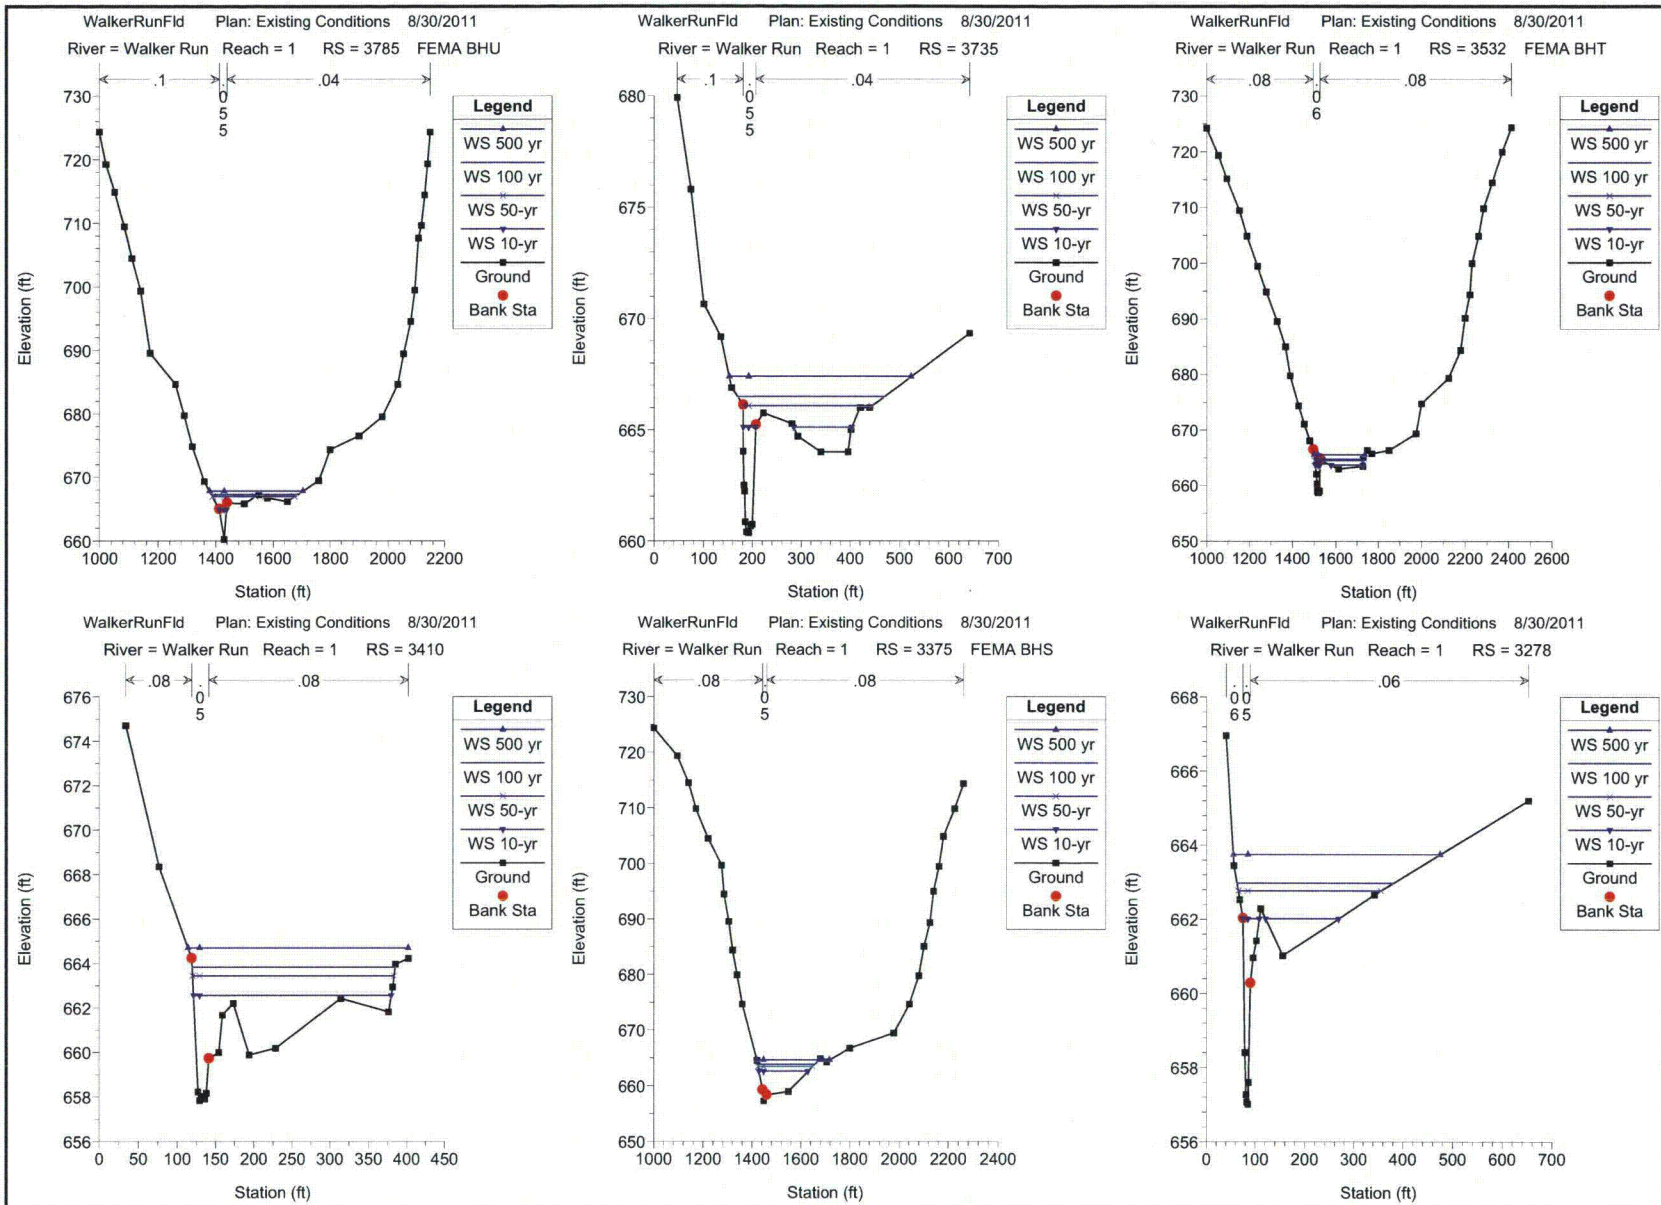 WalkerRunFld Plan: Existing Conditions 8/30/2011
River = Walker Run Reach = 1 RS = 3785 FEMA BHU
.1
.055
.04
730
720
710
700
690
680
670
660
1000 1200 1400 1600 1800 2000 2200
Station (ft)
Elevation (ft)
Legend
WS 500 yr
WS 100 yr
WS 50-yr
WS 10-yr
Ground
Bank Sta
WalkerRunFld Plan: Existing Conditions 8/30/2011
River = Walker Run Reach = 1 RS = 3735
.1
.055
.04
680
675
670
665
660
0 100 200 300 400 500 600 700
Station (ft)
Elevation (ft)
Legend
WS 500 yr
WS 100 yr
WS 50-yr
WS 10-yr
Ground
Bank Sta
WalkerRunFld Plan: Existing Conditions 8/30/2011
River = Walker Run Reach = 1 RS = 3532 FEMA BHT
.08
.06
.08
730
720
710
700
690
680
670
660
650
1000 1200 1400 1600 1800 2000 2200 2400 2600
Station (ft)
Elevation (ft)
Legend
WS 500 yr
WS 100 yr
WS 50-yr
WS 10-yr
Ground
Bank Sta
WalkerRunFld Plan: Existing Conditions 8/30/2011
River = Walker Run Reach = 1 RS = 3410
.08
.05
.08
676
674
672
670
668
666
664
662
660
658
656
0 50 100 150 200 250 300 350 400 450
Station (ft)
Elevation (ft)
Legend
WS 500 yr
WS 100 yr
WS 50-yr
WS 10-yr
Ground
Bank Sta
WalkerRunFld Plan: Existing Conditions 8/30/2011
River = Walker Run Reach = 1 RS = 3375 FEMA BHS
.08
.05
.08
730
720
710
700
690
680
670
660
650
1000 1200 1400 1600 1800 2000 2200 2400
Station (ft)
Elevation (ft)
Legend
WS 500 yr
WS 100 yr
WS 50-yr
WS 10-yr
Ground
Bank Sta
WalkerRunFld Plan: Existing Conditions 8/30/2011
River = Walker Run Reach = 1 RS = 3278
.06
.05
.06
668
666
664
662
660
658
656
0 100 200 300 400 500 600 700
Station (ft)
Elevation (ft)
Legend
WS 500 yr
WS 100 yr
WS 50-yr
WS 10-yr
Ground
Bank Sta